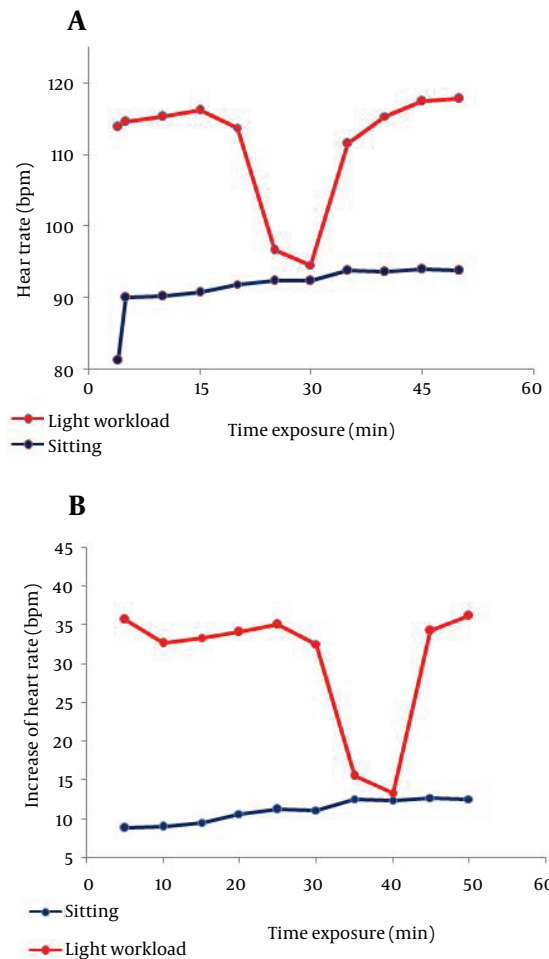 A
120
110
100
90
80
Hear trate (bpm)
0 15 30 45 60
Light workload
Sitting
Time exposure (min)
B
45
40
35
30
25
20
15
10
5
Increase of heart rate (bpm)
0 10 20 30 40 50 60
Sitting
Light workload
Time exposure (min)